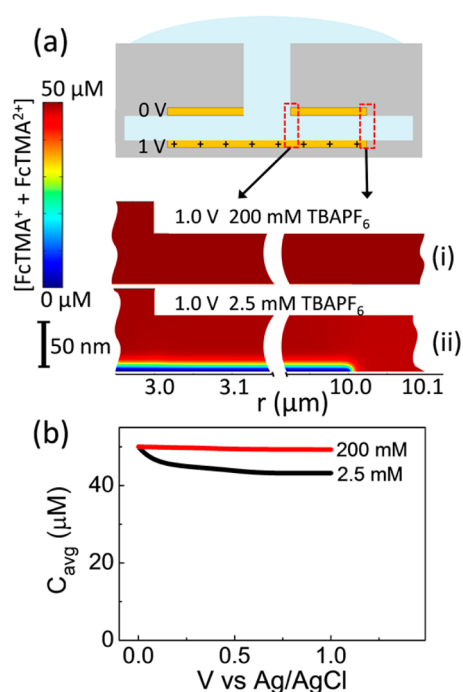 (a)
50 μM
[FcTMA⁺ + FcTMA²⁺]
0 μM
0 V
1 V + + + + + + + +
1.0 V 200 mM TBAPF₆
(i)
1.0 V 2.5 mM TBAPF₆
(ii)
50 nm
3.0 3.1 10.0 10.1
r (μm)
(b)
200 mM
2.5 mM
40
20
0
C_avg (μM)
0.0 0.5 1.0
V vs Ag/AgCl